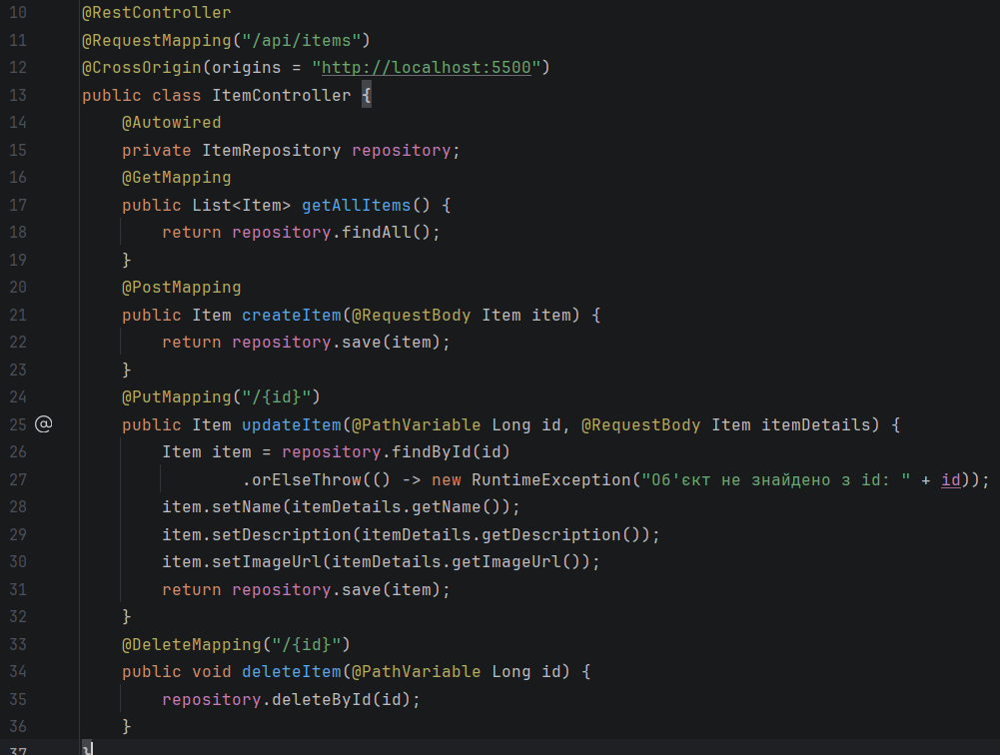 10 @RestController
11 @RequestMapping("/api/items")
12 @CrossOrigin(origins = "http://localhost:5500")
13 public class ItemController {
14     @Autowired
15     private ItemRepository repository;
16     @GetMapping
17     public List<Item> getAllItems() {
18         return repository.findAll();
19     }
20     @PostMapping
21     public Item createItem(@RequestBody Item item) {
22         return repository.save(item);
23     }
24     @PutMapping("/{id}")
25 @   public Item updateItem(@PathVariable Long id, @RequestBody Item itemDetails) {
26         Item item = repository.findById(id)
27                 .orElseThrow(() -> new RuntimeException("Об'єкт не знайдено з id: " + id));
28         item.setName(itemDetails.getName());
29         item.setDescription(itemDetails.getDescription());
30         item.setImageUrl(itemDetails.getImageUrl());
31         return repository.save(item);
32     }
33     @DeleteMapping("/{id}")
34     public void deleteItem(@PathVariable Long id) {
35         repository.deleteById(id);
36     }
37 }